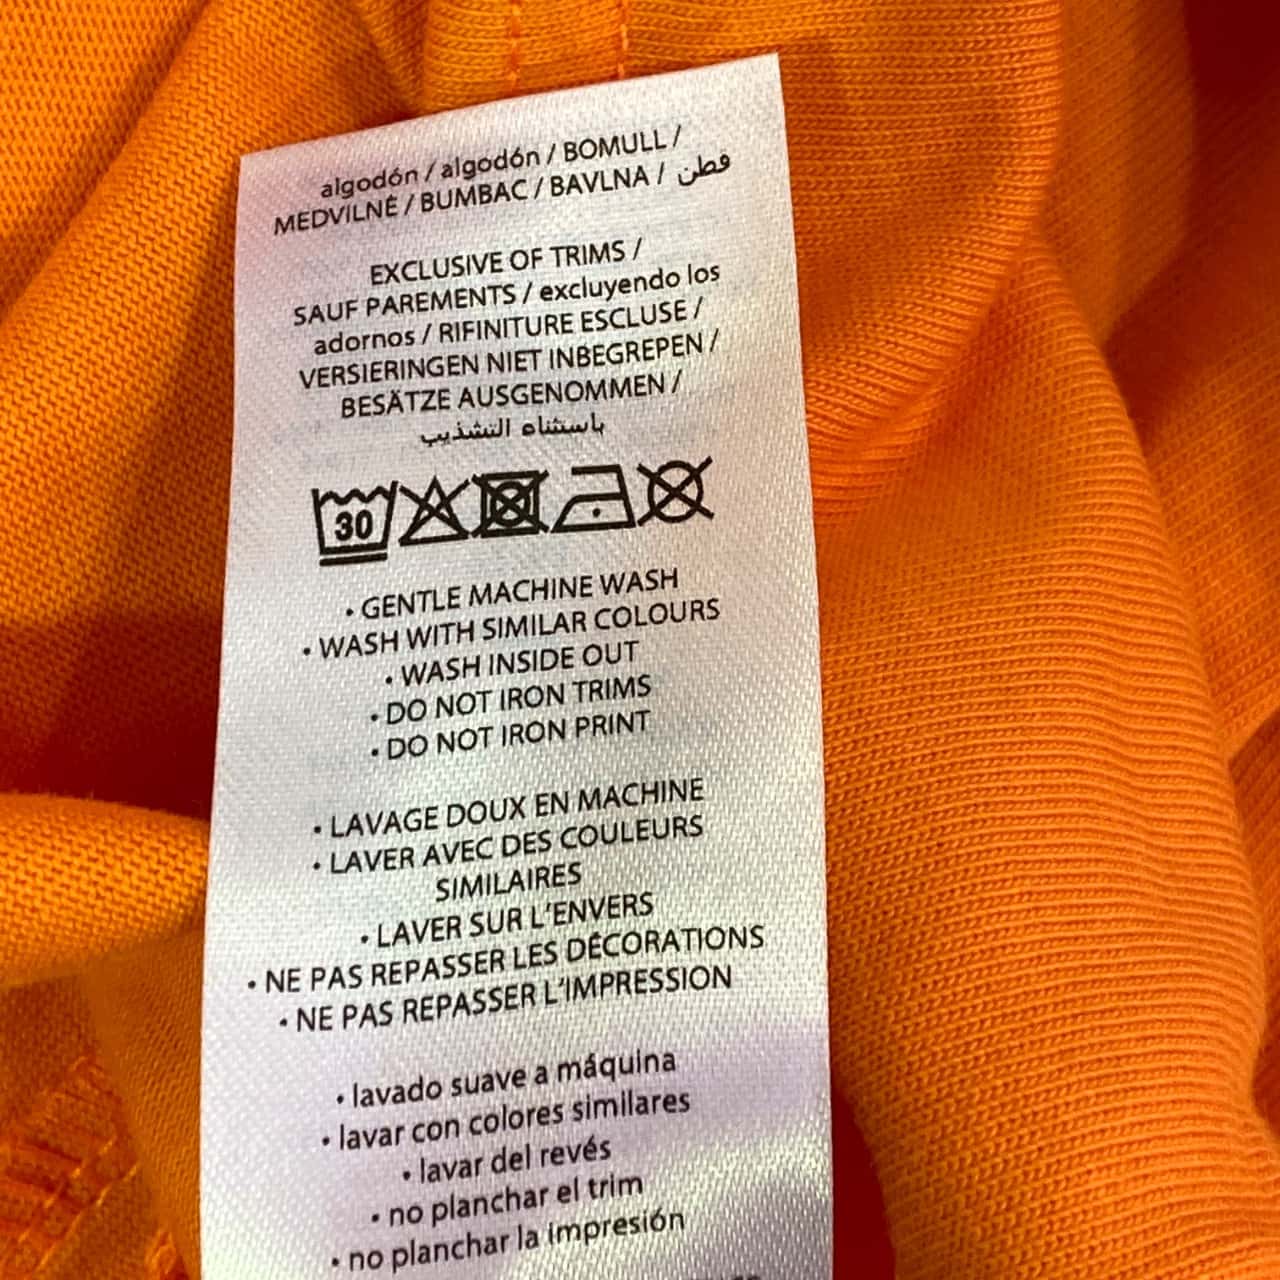 algodón / algodón / BOMULL /
MEDVILNĖ / BUMBAC / BAVLNA / قطن
EXCLUSIVE OF TRIMS /
SAUF PAREMENTS / excluyendo los
adornos / RIFINITURE ESCLUSE /
VERSIERINGEN NIET INBEGREPEN /
BESÄTZE AUSGENOMMEN /
باستثناء التشذيب
30
• GENTLE MACHINE WASH
• WASH WITH SIMILAR COLOURS
• WASH INSIDE OUT
• DO NOT IRON TRIMS
• DO NOT IRON PRINT
• LAVAGE DOUX EN MACHINE
• LAVER AVEC DES COULEURS
SIMILAIRES
• LAVER SUR L'ENVERS
• NE PAS REPASSER LES DÉCORATIONS
• NE PAS REPASSER L'IMPRESSION
• lavado suave a máquina
• lavar con colores similares
• lavar del revés
• no planchar el trim
• no planchar la impresión